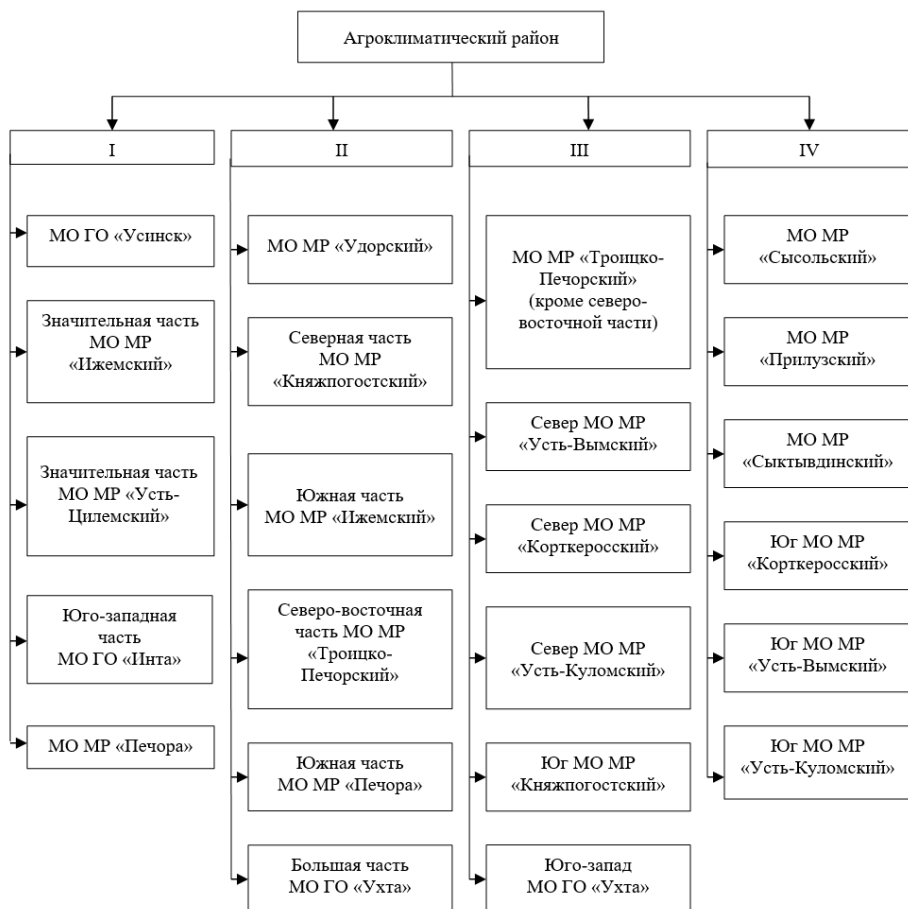 Агроклиматический район
I
МО ГО «Усинск»
Значительная часть
МО МР
«Ижемский»
Значительная часть
МО МР «Усть-
Цилемский»
Юго-западная
часть
МО ГО «Инта»
МО МР «Печора»
II
МО МР «Удорский»
Северная часть
МО МР
«Княжпогостский»
Южная часть
МО МР «Ижемский»
Северо-восточная
часть МО МР
«Троицко-
Печорский»
Южная часть
МО МР «Печора»
Большая часть
МО ГО «Ухта»
III
МО МР «Троицко-
Печорский»
(кроме северо-
восточной части)
Север МО МР
«Усть-Вымский»
Север МО МР
«Корткеросский»
Север МО МР
«Усть-Куломский»
Юг МО МР
«Княжпогостский»
Юго-запад
МО ГО «Ухта»
IV
МО МР
«Сысольский»
МО МР
«Прилузский»
МО МР
«Сыктывдинский»
Юг МО МР
«Корткеросский»
Юг МО МР
«Усть-Вымский»
Юг МО МР
«Усть-Куломский»